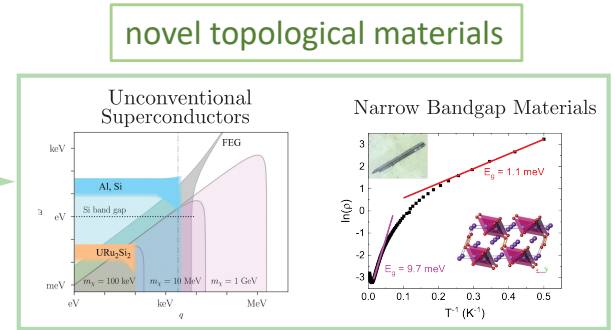 novel topological materials
Unconventional
Superconductors
FEG
keV
Al, Si
ω
Si band gap
eV
URu₂Si₂
meV
mχ = 100 keV
mχ = 10 MeV
mχ = 1 GeV
eV
keV
MeV
q
Narrow Bandgap Materials
3
2
1
0
-1
-2
-3
ln(ρ)
E_g = 1.1 meV
E_g = 9.7 meV
0.0
0.1
0.2
0.3
0.4
0.5
T⁻¹ (K⁻¹)